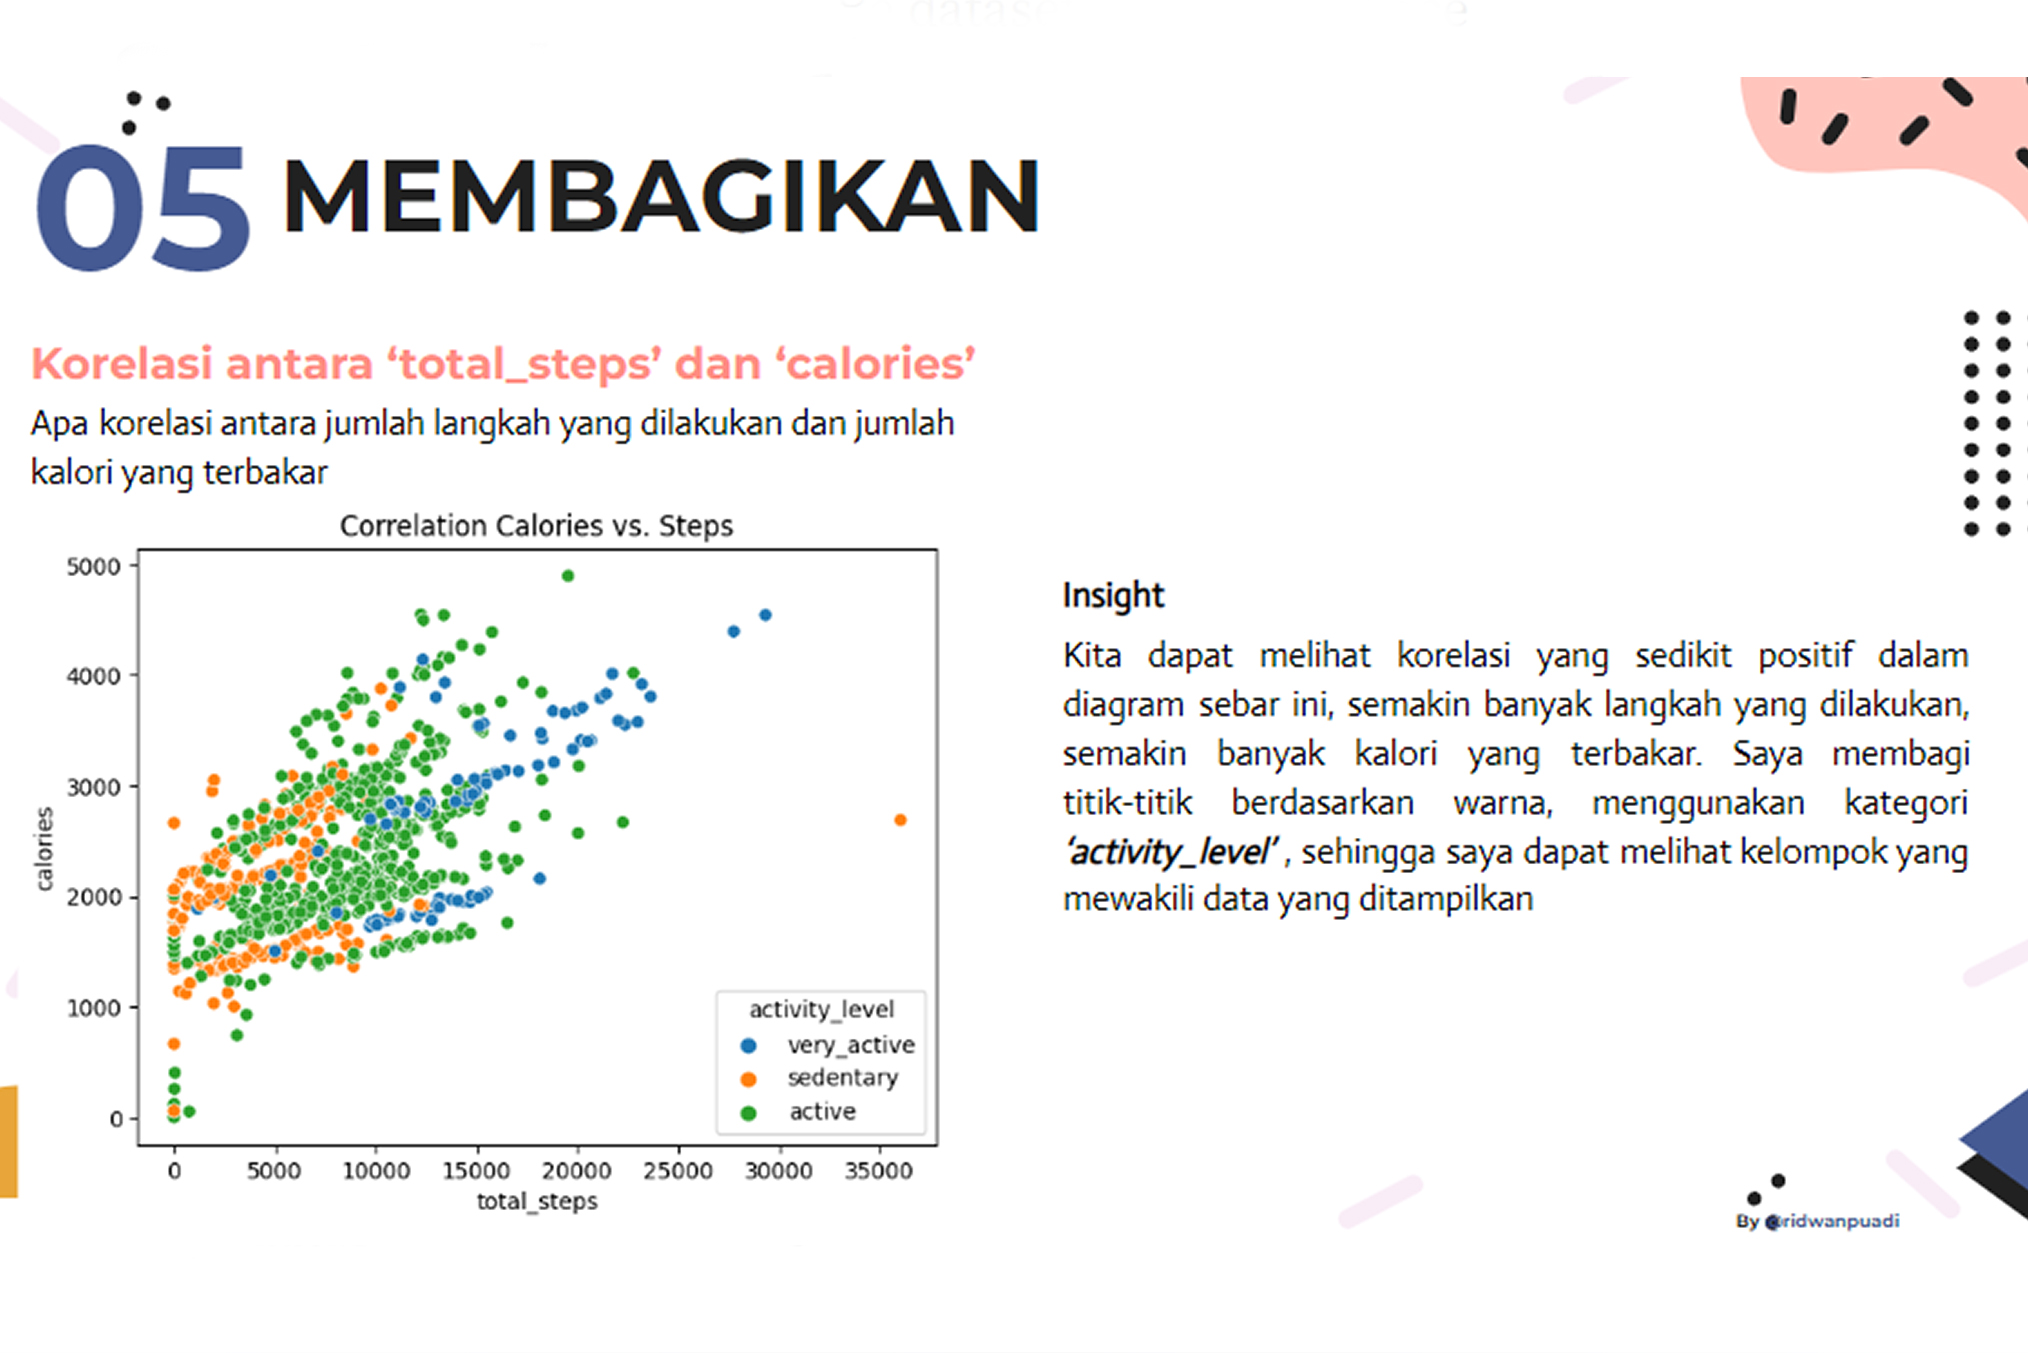 05 MEMBAGIKAN
Korelasi antara ‘total_steps’ dan ‘calories’
Apa korelasi antara jumlah langkah yang dilakukan dan jumlah
kalori yang terbakar
Correlation Calories vs. Steps
5000
4000
3000
2000
1000
0
calories
0 5000 10000 15000 20000 25000 30000 35000
total_steps
activity_level
very_active
sedentary
active
Insight
Kita dapat melihat korelasi yang sedikit positif dalam
diagram sebar ini, semakin banyak langkah yang dilakukan,
semakin banyak kalori yang terbakar. Saya membagi
titik-titik berdasarkan warna, menggunakan kategori
‘activity_level’ , sehingga saya dapat melihat kelompok yang
mewakili data yang ditampilkan
By @ridwanpuadi